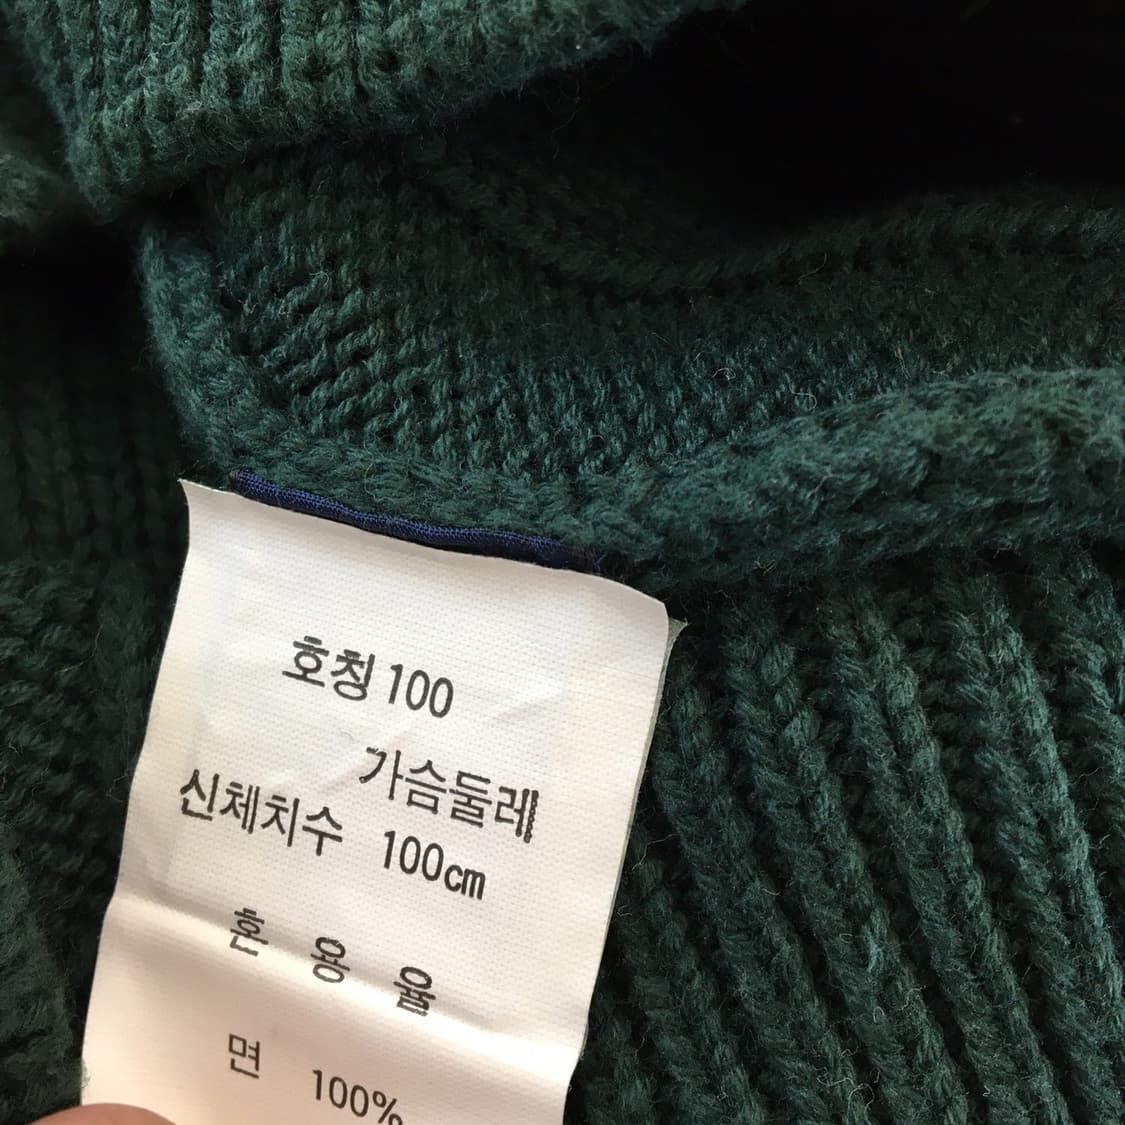 호칭 100
가슴둘레
신체치수 100cm
혼 용 율
면 100%